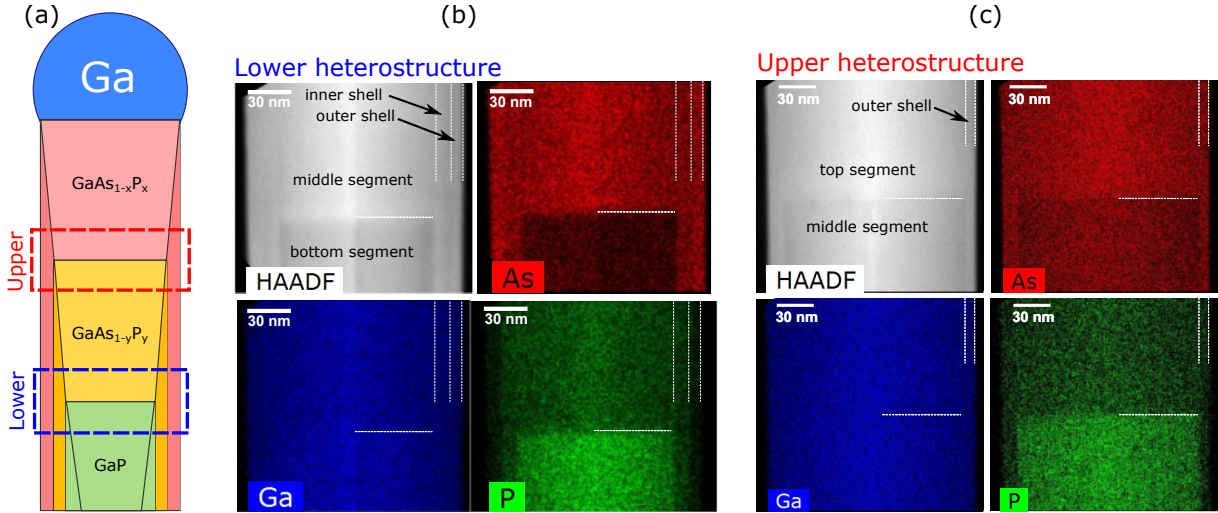 (a)
(b)
(c)
Ga
GaAs₁₋ₓPₓ
Upper
GaAs₁₋ᵧPᵧ
Lower
GaP
Lower heterostructure
30 nm
inner shell
outer shell
middle segment
bottom segment
HAADF
30 nm
As
30 nm
Ga
30 nm
P
Upper heterostructure
30 nm
outer shell
top segment
middle segment
HAADF
30 nm
As
30 nm
Ga
30 nm
P